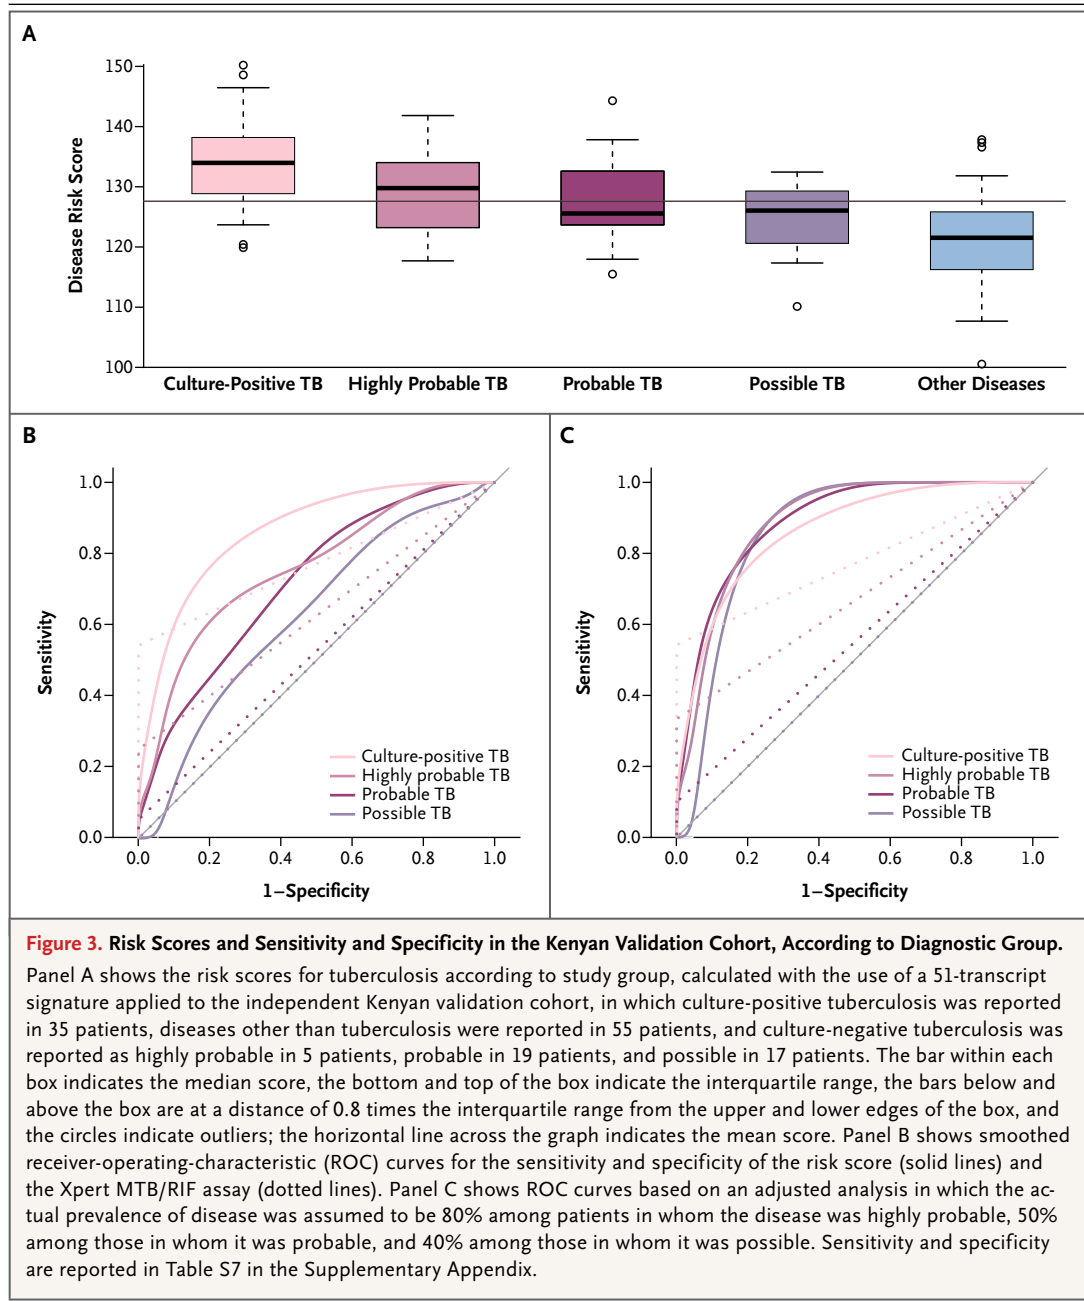 A
150
140
130
120
110
100
Disease Risk Score
Culture-Positive TB
Highly Probable TB
Probable TB
Possible TB
Other Diseases
B
1.0
0.8
0.6
0.4
0.2
0.0
Sensitivity
Culture-positive TB
Highly probable TB
Probable TB
Possible TB
0.0 0.2 0.4 0.6 0.8 1.0
1–Specificity
C
1.0
0.8
0.6
0.4
0.2
0.0
Sensitivity
Culture-positive TB
Highly probable TB
Probable TB
Possible TB
0.0 0.2 0.4 0.6 0.8 1.0
1–Specificity
Figure 3. Risk Scores and Sensitivity and Specificity in the Kenyan Validation Cohort, According to Diagnostic Group.
Panel A shows the risk scores for tuberculosis according to study group, calculated with the use of a 51-transcript
signature applied to the independent Kenyan validation cohort, in which culture-positive tuberculosis was reported
in 35 patients, diseases other than tuberculosis were reported in 55 patients, and culture-negative tuberculosis was
reported as highly probable in 5 patients, probable in 19 patients, and possible in 17 patients. The bar within each
box indicates the median score, the bottom and top of the box indicate the interquartile range, the bars below and
above the box are at a distance of 0.8 times the interquartile range from the upper and lower edges of the box, and
the circles indicate outliers; the horizontal line across the graph indicates the mean score. Panel B shows smoothed
receiver-operating-characteristic (ROC) curves for the sensitivity and specificity of the risk score (solid lines) and
the Xpert MTB/RIF assay (dotted lines). Panel C shows ROC curves based on an adjusted analysis in which the ac-
tual prevalence of disease was assumed to be 80% among patients in whom the disease was highly probable, 50%
among those in whom it was probable, and 40% among those in whom it was possible. Sensitivity and specificity
are reported in Table S7 in the Supplementary Appendix.